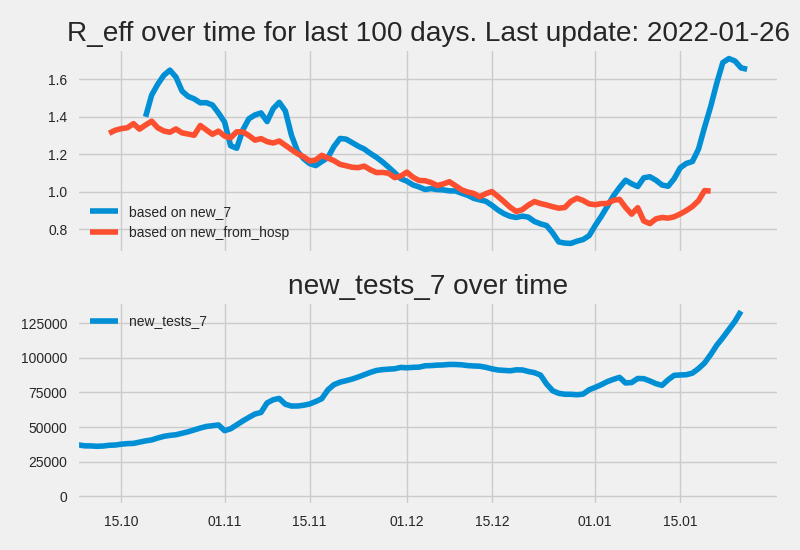 R_eff over time for last 100 days. Last update: 2022-01-26
1.6
1.4
1.2
1.0
0.8
based on new_7
based on new_from_hosp
new_tests_7 over time
new_tests_7
125000
100000
75000
50000
25000
0
15.10 01.11 15.11 01.12 15.12 01.01 15.01